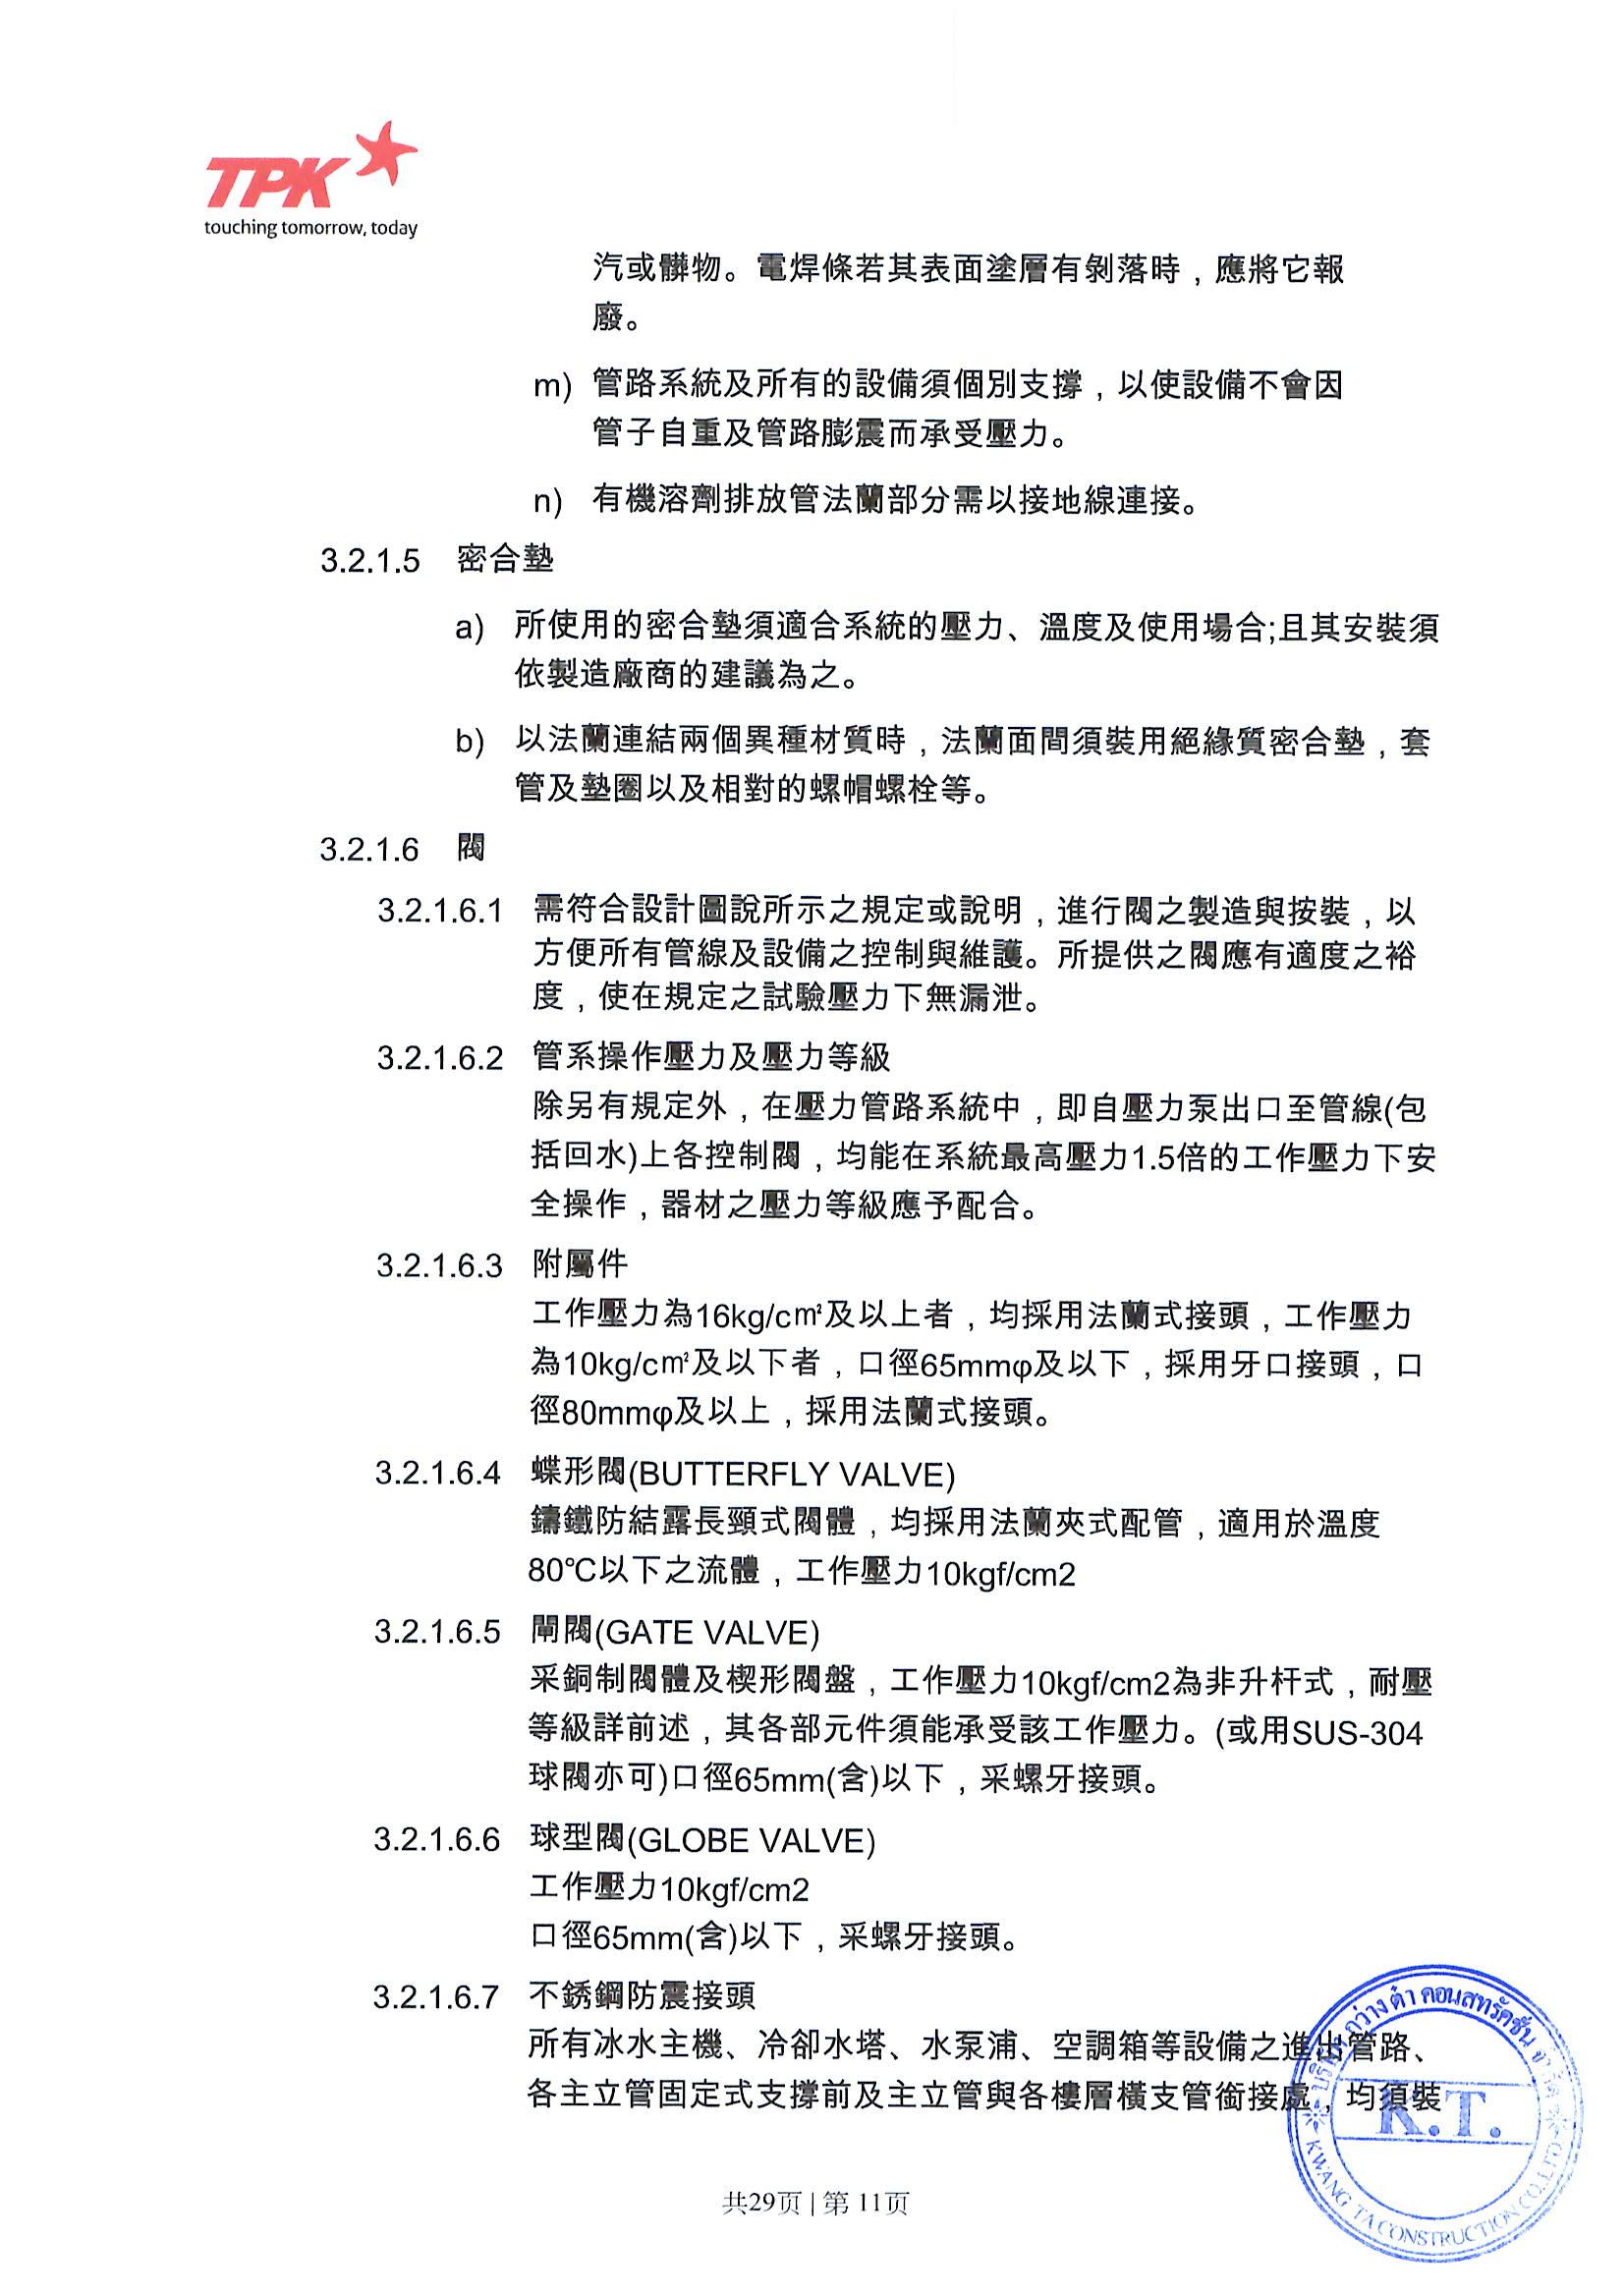 TPK
touching tomorrow, today
汽或髒物。電焊條若其表面塗層有剝落時，應將它報
廢。
m) 管路系統及所有的設備須個別支撐，以使設備不會因
管子自重及管路膨震而承受壓力。
n) 有機溶劑排放管法蘭部分需以接地線連接。
3.2.1.5 密合墊
a) 所使用的密合墊須適合系統的壓力、溫度及使用場合;且其安裝須
依製造廠商的建議為之。
b) 以法蘭連結兩個異種材質時，法蘭面間須裝用絕緣質密合墊，套
管及墊圈以及相對的螺帽螺栓等。
3.2.1.6 閥
3.2.1.6.1 需符合設計圖說所示之規定或說明，進行閥之製造與按裝，以
方便所有管線及設備之控制與維護。所提供之閥應有適度之裕
度，使在規定之試驗壓力下無漏泄。
3.2.1.6.2 管系操作壓力及壓力等級
除另有規定外，在壓力管路系統中，即自壓力泵出口至管線(包
括回水)上各控制閥，均能在系統最高壓力1.5倍的工作壓力下安
全操作，器材之壓力等級應予配合。
3.2.1.6.3 附屬件
工作壓力為16kg/c㎡及以上者，均採用法蘭式接頭，工作壓力
為10kg/c㎡及以下者，口徑65mmφ及以下，採用牙口接頭，口
徑80mmφ及以上，採用法蘭式接頭。
3.2.1.6.4 蝶形閥(BUTTERFLY VALVE)
鑄鐵防結露長頸式閥體，均採用法蘭夾式配管，適用於溫度
80℃以下之流體，工作壓力10kgf/cm2
3.2.1.6.5 閘閥(GATE VALVE)
采銅制閥體及楔形閥盤，工作壓力10kgf/cm2為非升杆式，耐壓
等級詳前述，其各部元件須能承受該工作壓力。(或用SUS-304
球閥亦可)口徑65mm(含)以下，采螺牙接頭。
3.2.1.6.6 球型閥(GLOBE VALVE)
工作壓力10kgf/cm2
口徑65mm(含)以下，采螺牙接頭。
3.2.1.6.7 不銹鋼防震接頭
所有冰水主機、冷卻水塔、水泵浦、空調箱等設備之進出管路、
各主立管固定式支撐前及主立管與各樓層橫支管銜接處，均須裝
บริษัท กว่าง ต๋า คอนสทรัคชั่น จำกัด
K.T.
KWANG TA CONSTRUCTION CO.,LTD
共29页 | 第 11页